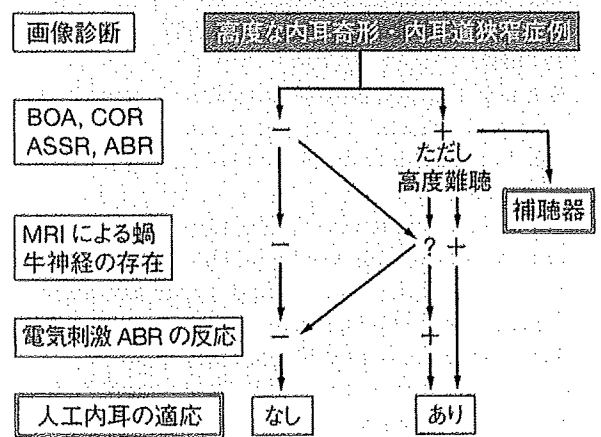 画像診断
高度な内耳奇形・内耳道狭窄症例
BOA, COR
ASSR, ABR
−
+
ただし
高度難聴
補聴器
MRI による蝸
牛神経の存在
−
? +
電気刺激 ABR の反応
−
+
人工内耳の適応
なし
あり